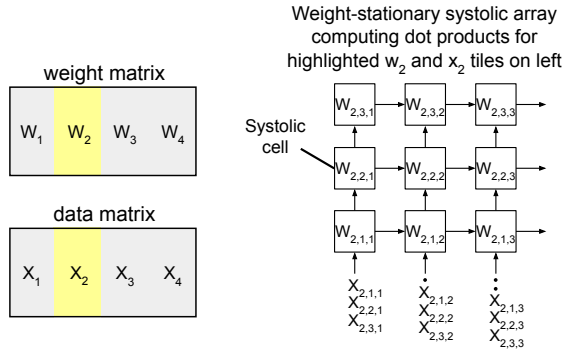 Weight-stationary systolic array
computing dot products for
highlighted w₂ and x₂ tiles on left
weight matrix
W₁ W₂ W₃ W₄
data matrix
X₁ X₂ X₃ X₄
Systolic
cell
W₂,₃,₁ W₂,₃,₂ W₂,₃,₃
W₂,₂,₁ W₂,₂,₂ W₂,₂,₃
W₂,₁,₁ W₂,₁,₂ W₂,₁,₃
X₂,₁,₁
X₂,₂,₁
X₂,₃,₁
X₂,₁,₂
X₂,₂,₂
X₂,₃,₂
X₂,₁,₃
X₂,₂,₃
X₂,₃,₃